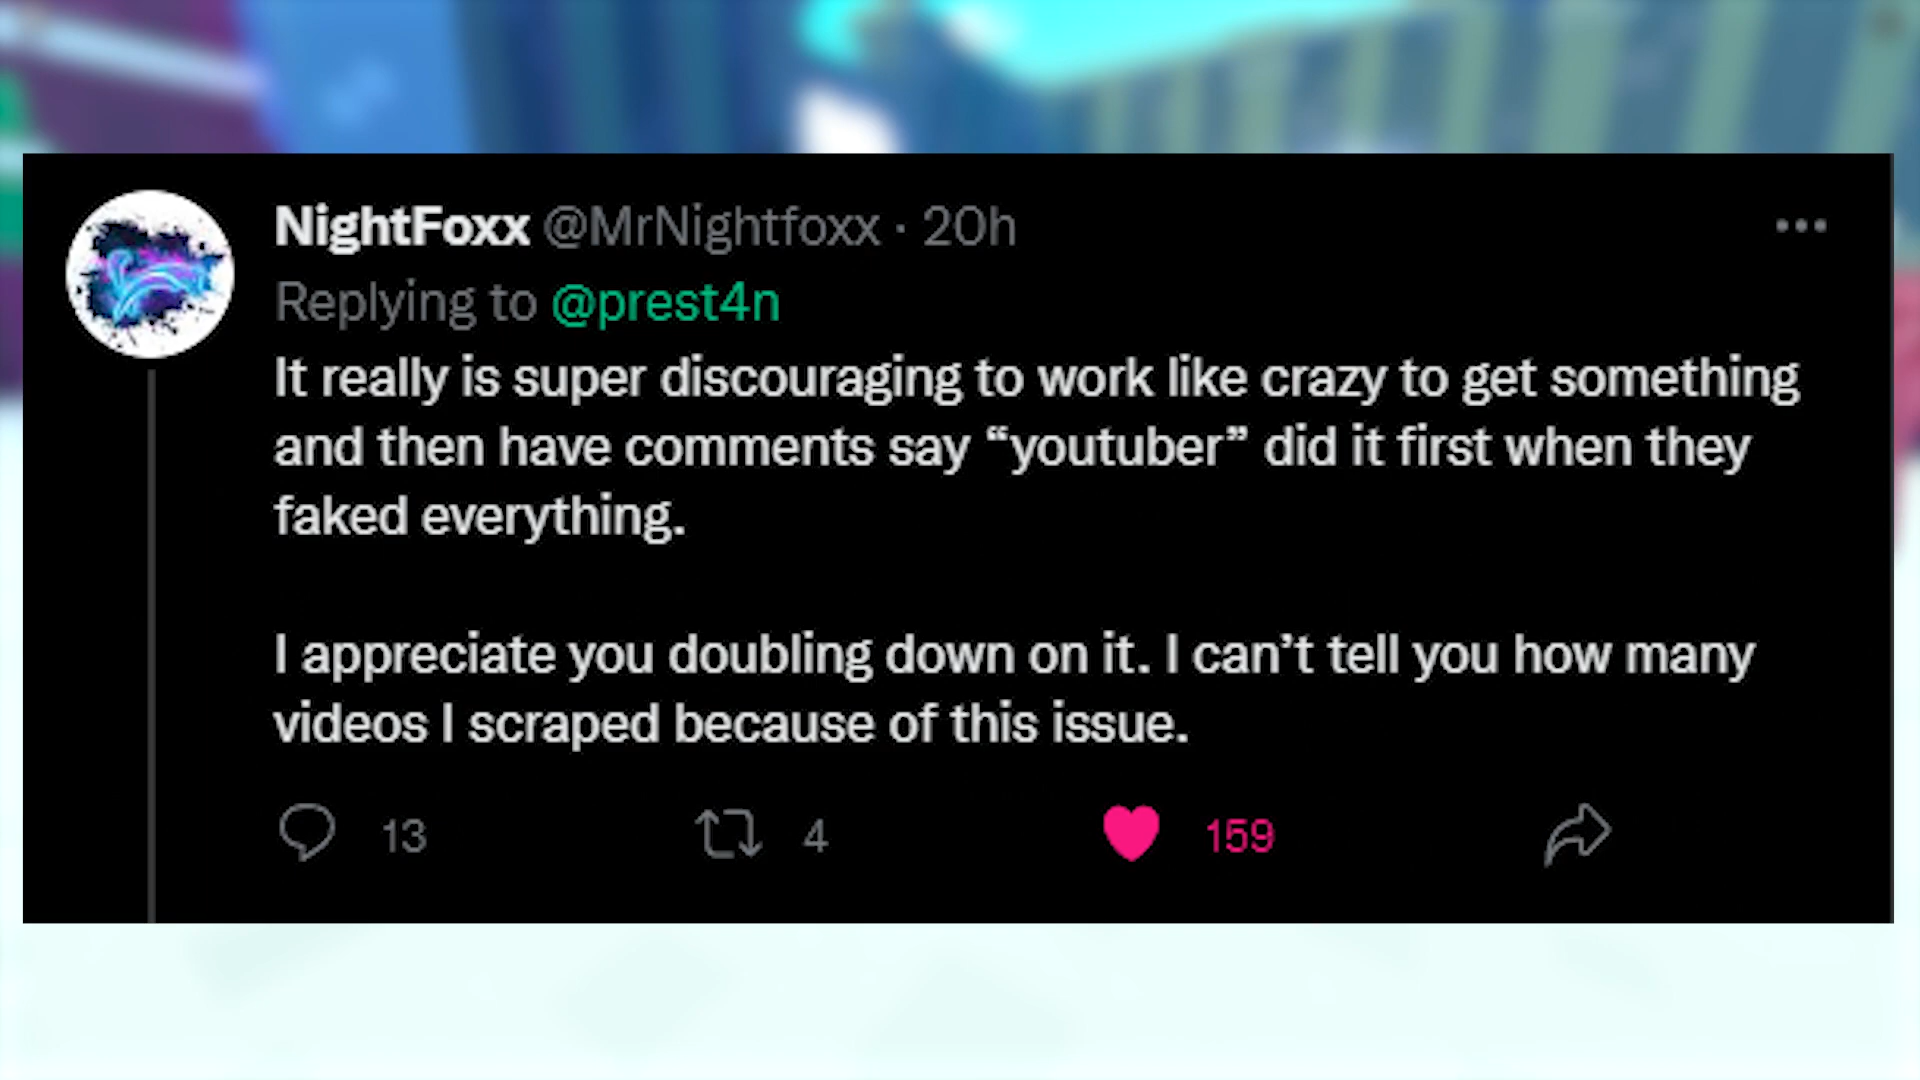 NightFoxx @MrNightfoxx · 20h
Replying to @prest4n
It really is super discouraging to work like crazy to get something
and then have comments say “youtuber” did it first when they
faked everything.
I appreciate you doubling down on it. I can’t tell you how many
videos I scraped because of this issue.
13 4 159